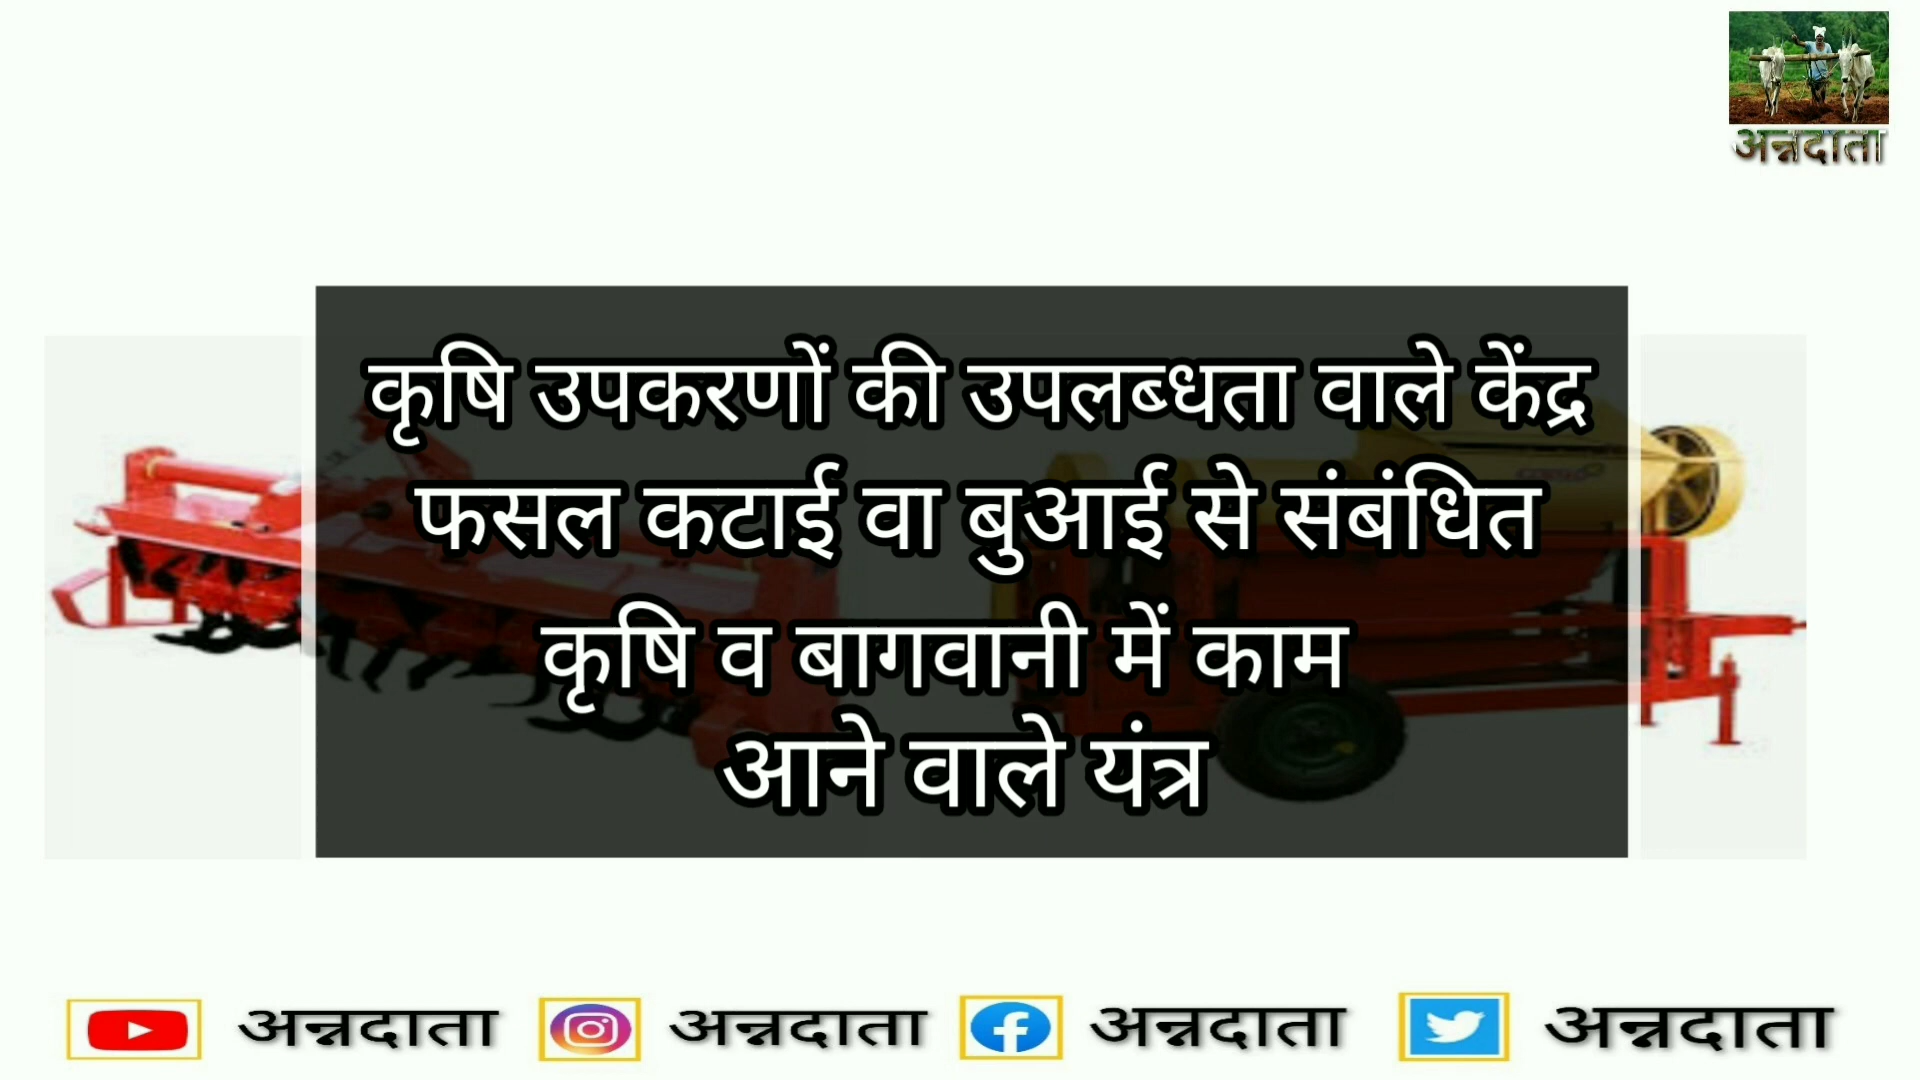 अन्नदाता
कृषि उपकरणों की उपलब्धता वाले केंद्र
फसल कटाई वा बुआई से संबंधित
कृषि व बागवानी में काम
आने वाले यंत्र
अन्नदाता अन्नदाता अन्नदाता अन्नदाता